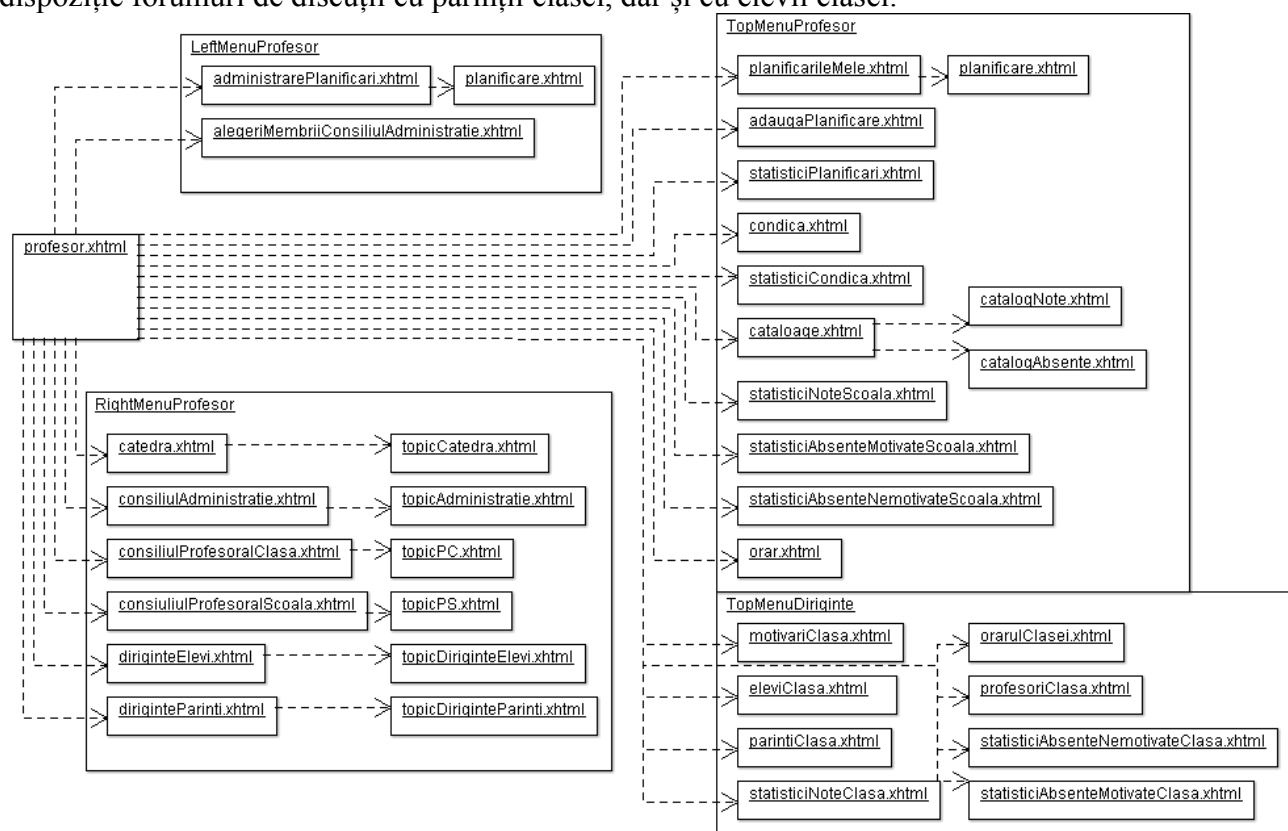 dispoziție forumuri de discuții cu părinții clasei, dar și cu elevii clasei.
LeftMenuProfesor
administrarePlanificari.xhtml
planificare.xhtml
alegeriMembriiConsiliulAdministratie.xhtml
profesor.xhtml
TopMenuProfesor
planificarileMele.xhtml
planificare.xhtml
adaugaPlanificare.xhtml
statisticiPlanificari.xhtml
condica.xhtml
statisticiCondica.xhtml
cataloage.xhtml
catalogNote.xhtml
catalogAbsente.xhtml
statisticiNoteScoala.xhtml
statisticiAbsenteMotivateScoala.xhtml
statisticiAbsenteNemotivateScoala.xhtml
orar.xhtml
RightMenuProfesor
catedra.xhtml
topicCatedra.xhtml
consiliulAdministratie.xhtml
topicAdministratie.xhtml
consiliulProfesoralClasa.xhtml
topicPC.xhtml
consiuliulProfesoralScoala.xhtml
topicPS.xhtml
diriginteElevi.xhtml
topicDiriginteElevi.xhtml
diriginteParinti.xhtml
topicDiriginteParinti.xhtml
TopMenuDiriginte
motivariClasa.xhtml
orarulClasei.xhtml
eleviClasa.xhtml
profesoriClasa.xhtml
parintiClasa.xhtml
statisticiAbsenteNemotivateClasa.xhtml
statisticiNoteClasa.xhtml
statisticiAbsenteMotivateClasa.xhtml